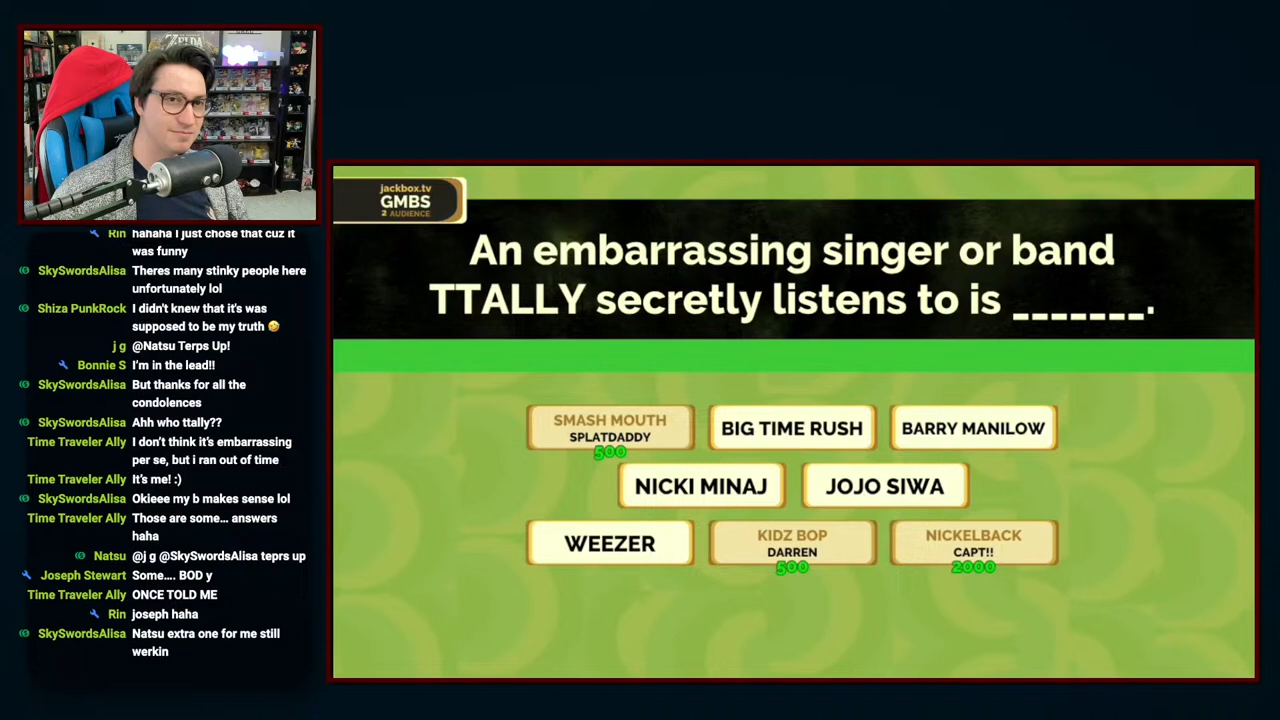 ZELDA
Rin hahaha I just chose that cuz it
was funny
SkySwordsAlisa Theres many stinky people here
unfortunately lol
Shiza PunkRock I didn't knew that it's was
supposed to be my truth 🤣
j g @Natsu Terps Up!
Bonnie S I'm in the lead!!
SkySwordsAlisa But thanks for all the
condolences
SkySwordsAlisa Ahh who ttally??
Time Traveler Ally I don't think it's embarrassing
per se, but i ran out of time
Time Traveler Ally It's me! :)
SkySwordsAlisa Okieee my b makes sense lol
Time Traveler Ally Those are some... answers
haha
Natsu @j g @SkySwordsAlisa teprs up
Joseph Stewart Some.... BOD y
Time Traveler Ally ONCE TOLD ME
Rin joseph haha
SkySwordsAlisa Natsu extra one for me still
werkin
jackbox.tv
GMBS
2 AUDIENCE
An embarrassing singer or band
TTALLY secretly listens to is _______.
SMASH MOUTH
SPLATDADDY
500
BIG TIME RUSH
BARRY MANILOW
NICKI MINAJ
JOJO SIWA
WEEZER
KIDZ BOP
DARREN
500
NICKELBACK
CAPT!!
2000